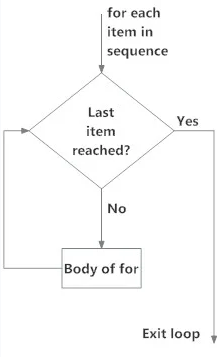 for each
item in
sequence
Last
item
reached?
Yes
No
Body of for
Exit loop